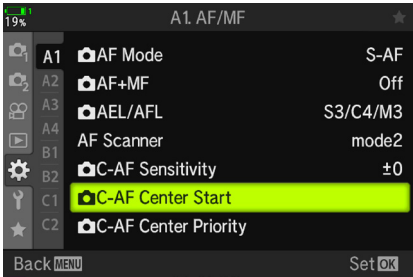 19%
A1. AF/MF
1
2
A1
A2
A3
A4
B1
B2
C1
C2
AF Mode S-AF
AF+MF Off
AEL/AFL S3/C4/M3
AF Scanner mode2
C-AF Sensitivity ±0
C-AF Center Start
C-AF Center Priority
Back MENU
Set OK